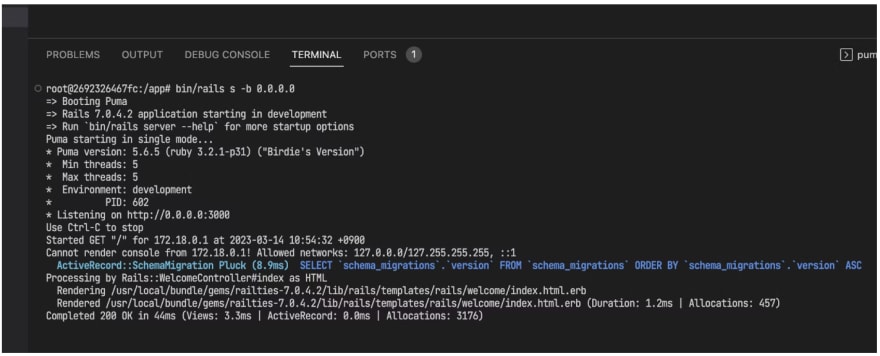 PROBLEMS OUTPUT DEBUG CONSOLE TERMINAL PORTS 1
root@2692326467fc:/app# bin/rails s -b 0.0.0.0
=> Booting Puma
=> Rails 7.0.4.2 application starting in development
=> Run `bin/rails server --help` for more startup options
Puma starting in single mode...
* Puma version: 5.6.5 (ruby 3.2.1-p31) ("Birdie's Version")
*  Min threads: 5
*  Max threads: 5
*  Environment: development
*          PID: 602
* Listening on http://0.0.0.0:3000
Use Ctrl-C to stop
Started GET "/" for 172.18.0.1 at 2023-03-14 10:54:32 +0900
Cannot render console from 172.18.0.1! Allowed networks: 127.0.0.0/127.255.255.255, ::1
  ActiveRecord::SchemaMigration Pluck (8.9ms)  SELECT `schema_migrations`.`version` FROM `schema_migrations` ORDER BY `schema_migrations`.`version` ASC
Processing by Rails::WelcomeController#index as HTML
  Rendering /usr/local/bundle/gems/railties-7.0.4.2/lib/rails/templates/rails/welcome/index.html.erb
  Rendered /usr/local/bundle/gems/railties-7.0.4.2/lib/rails/templates/rails/welcome/index.html.erb (Duration: 1.2ms | Allocations: 457)
Completed 200 OK in 44ms (Views: 3.3ms | ActiveRecord: 0.0ms | Allocations: 3176)